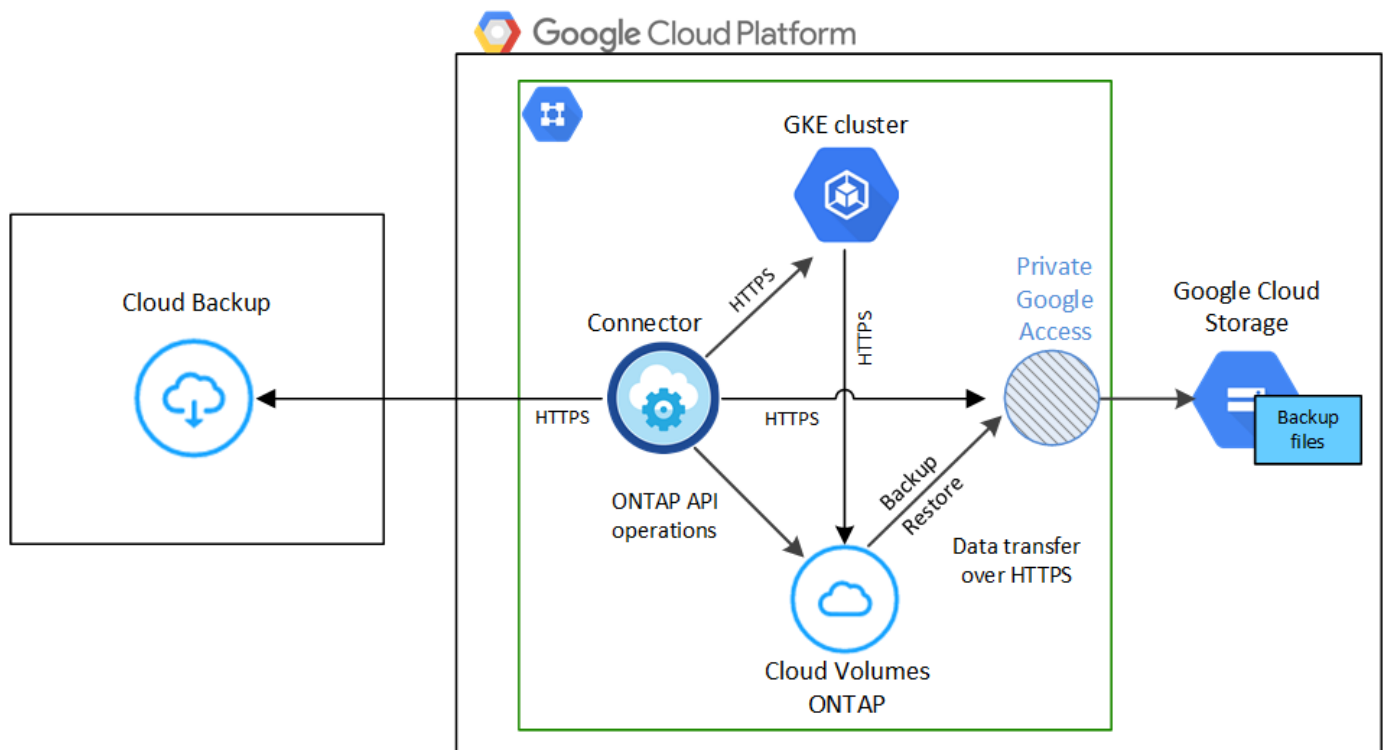 Google Cloud Platform
GKE cluster
Cloud Backup
Connector
HTTPS
HTTPS
Private
Google
Access
Google Cloud
Storage
HTTPS
HTTPS
Backup
files
ONTAP API
operations
Backup
Restore
Data transfer
over HTTPS
Cloud Volumes
ONTAP